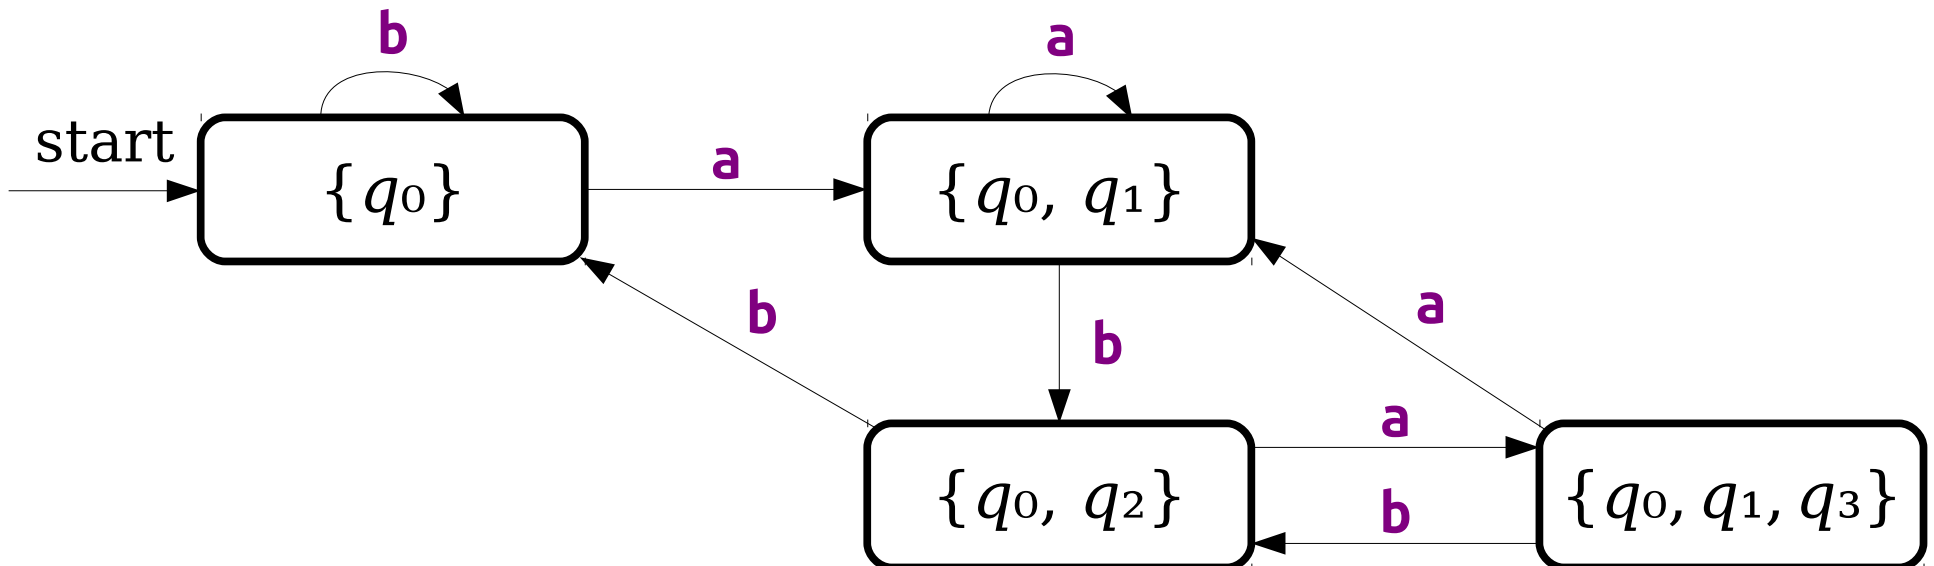 b
a
start
a
{q₀}
{q₀, q₁}
b
b
a
a
{q₀, q₂}
b
{q₀, q₁, q₃}